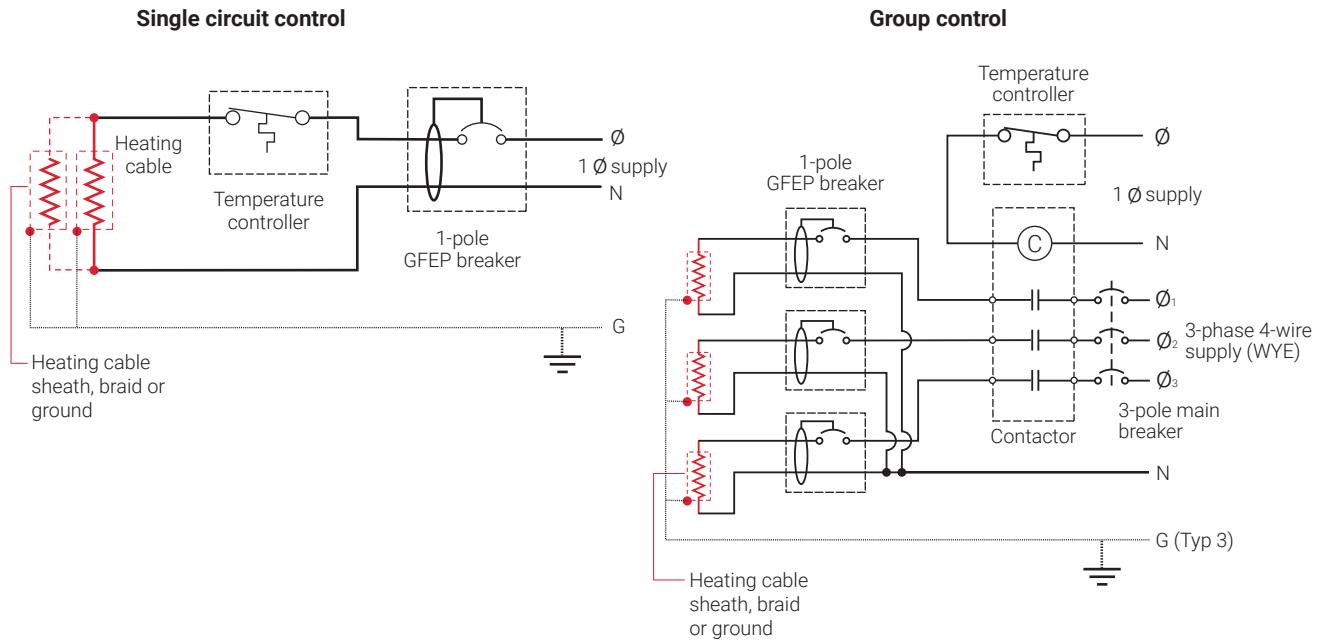 Single circuit control
Heating
cable
Temperature
controller
1-pole
GFEP breaker
Ø
1 Ø supply
N
G
Heating cable
sheath, braid or
ground
Group control
Temperature
controller
Ø
1 Ø supply
N
C
1-pole
GFEP breaker
Ø1
Ø2
Ø3
3-phase 4-wire
supply (WYE)
3-pole main
breaker
Contactor
N
G (Typ 3)
Heating cable
sheath, braid
or ground